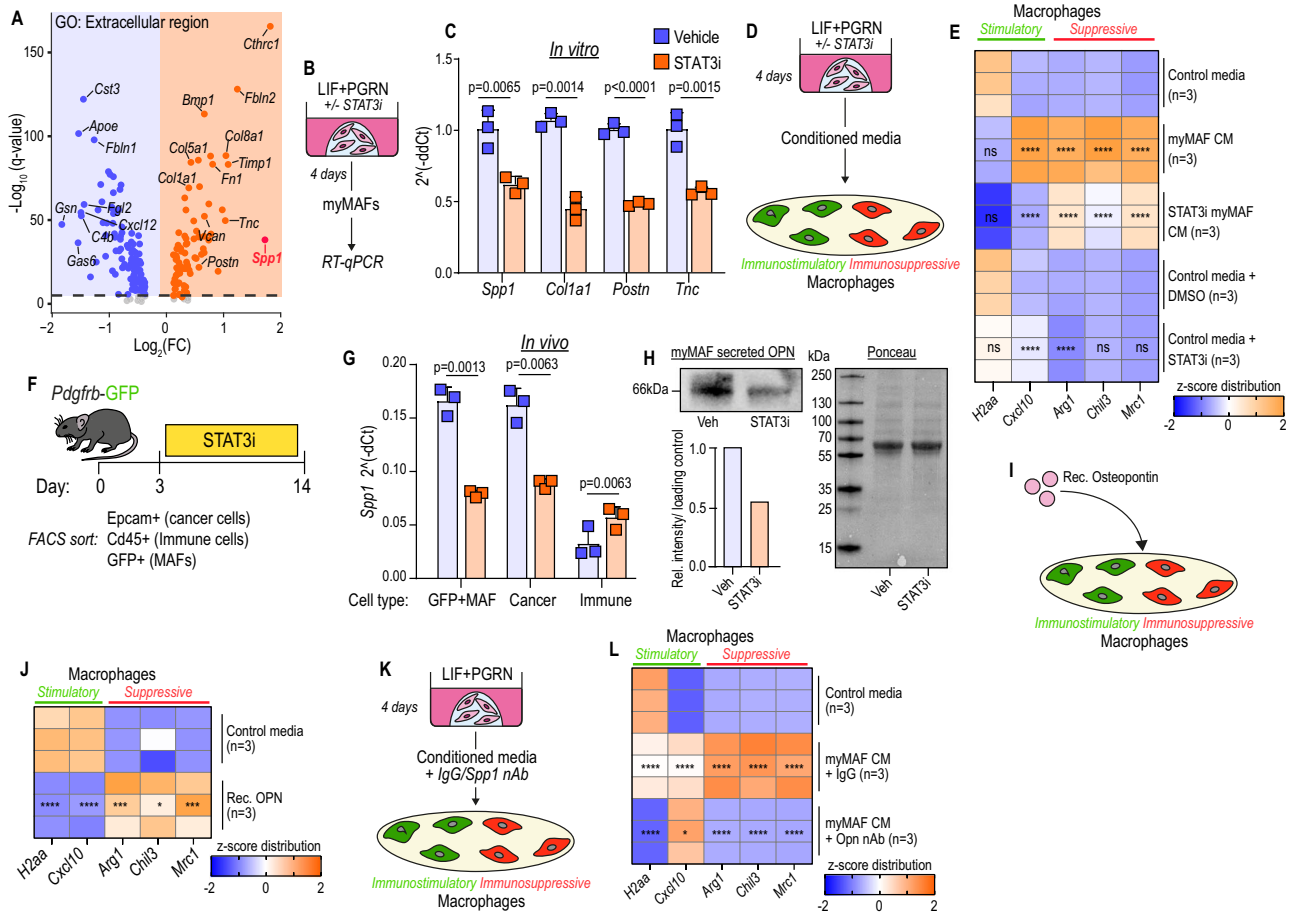 A
GO: Extracellular region
-Log10 (q-value)
150
100
50
0
−2
−1
0
1
2
Log2(FC)
Cthrc1
Cst3
Fbln2
Bmp1
Apoe
Fbln1
Col8a1
Col5a1
Timp1
Fn1
Col1a1
Gsn
Fgl2
Cxcl12
Tnc
C4b
Vcan
Gas6
Postn
Spp1
B
LIF+PGRN
+/- STAT3i
4 days
myMAFs
RT-qPCR
C
In vitro
Vehicle
STAT3i
2^(-ddCt)
1.5
1.0
0.5
0.0
p=0.0065
p=0.0014
p<0.0001
p=0.0015
Spp1
Col1a1
Postn
Tnc
D
LIF+PGRN
+/- STAT3i
4 days
Conditioned media
Immunostimulatory Immunosuppressive
Macrophages
E
Macrophages
Stimulatory
Suppressive
Control media
(n=3)
ns **** **** **** ****
myMAF CM
(n=3)
ns **** **** **** ****
STAT3i myMAF
CM (n=3)
Control media +
DMSO (n=3)
ns **** **** ns ns
Control media +
STAT3i (n=3)
H2aa
Cxcl10
Arg1
Chil3
Mrc1
z-score distribution
-2
0
2
F
Pdgfrb-GFP
STAT3i
Day:
0
3
14
FACS sort:
Epcam+ (cancer cells)
Cd45+ (Immune cells)
GFP+ (MAFs)
G
In vivo
Spp1 2^(-dCt)
0.20
0.15
0.10
0.05
0.00
p=0.0013
p=0.0063
p=0.0063
Cell type:
GFP+MAF
Cancer
Immune
H
myMAF secreted OPN
66kDa
Veh
STAT3i
Rel. intensity/ loading control
1.0
0.5
0.0
Veh
STAT3i
kDa
Ponceau
250
130
100
70
55
35
25
15
Veh
STAT3i
I
Rec. Osteopontin
Immunostimulatory Immunosuppressive
Macrophages
J
Macrophages
Stimulatory
Suppressive
Control media
(n=3)
**** **** *** * ***
Rec. OPN
(n=3)
H2aa
Cxcl10
Arg1
Chil3
Mrc1
z-score distribution
-2
0
2
K
LIF+PGRN
4 days
Conditioned media
+ IgG/Spp1 nAb
Immunostimulatory Immunosuppressive
Macrophages
L
Macrophages
Stimulatory
Suppressive
Control media
(n=3)
**** **** **** **** ****
myMAF CM
+ IgG (n=3)
**** * **** **** ****
myMAF CM
+ Opn nAb (n=3)
H2aa
Cxcl10
Arg1
Chil3
Mrc1
z-score distribution
-2
0
2